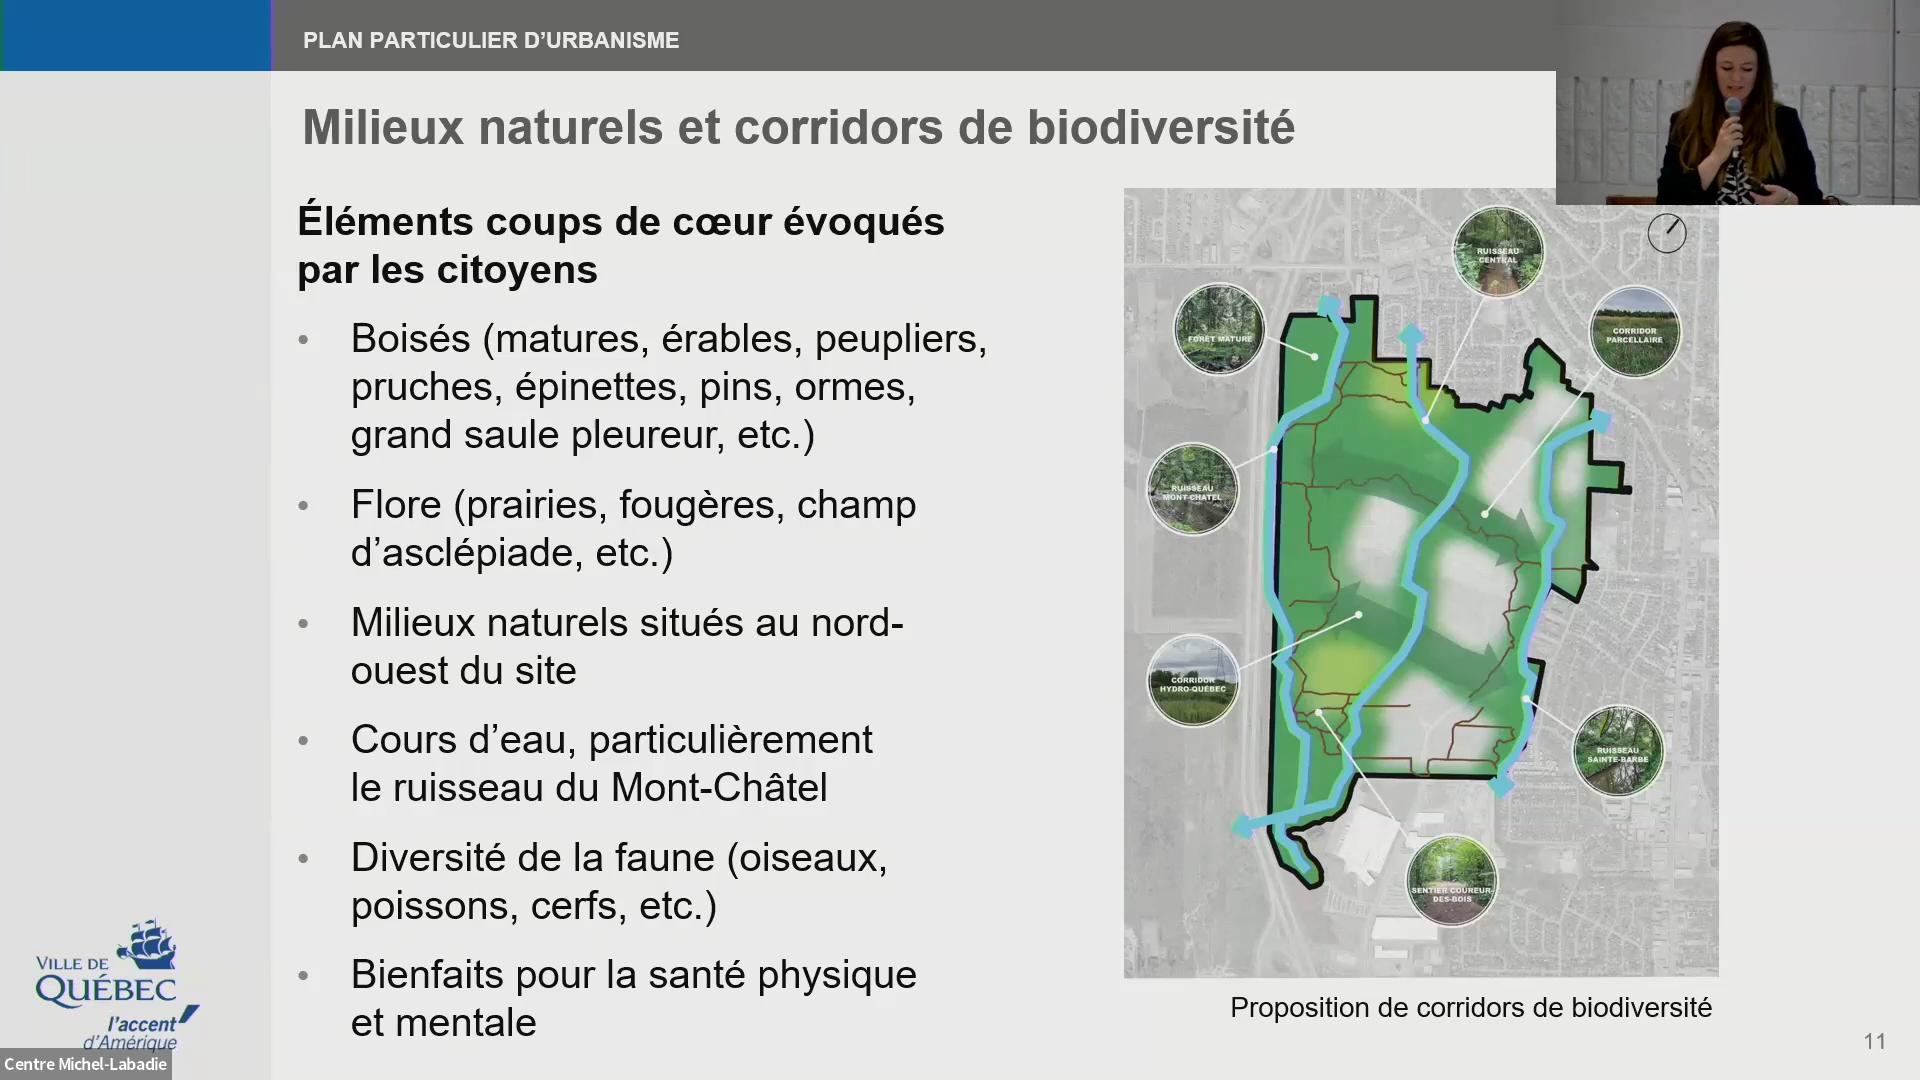 PLAN PARTICULIER D’URBANISME
Milieux naturels et corridors de biodiversité
Éléments coups de cœur évoqués
par les citoyens
• Boisés (matures, érables, peupliers,
pruches, épinettes, pins, ormes,
grand saule pleureur, etc.)
• Flore (prairies, fougères, champ
d’asclépiade, etc.)
• Milieux naturels situés au nord-
ouest du site
• Cours d’eau, particulièrement
le ruisseau du Mont-Châtel
• Diversité de la faune (oiseaux,
poissons, cerfs, etc.)
• Bienfaits pour la santé physique
et mentale
RUISSEAU
CENTRAL
FORÊT MATURE
CORRIDOR
PARCELLAIRE
RUISSEAU
MONT-CHATEL
CORRIDOR
HYDRO-QUÉBEC
RUISSEAU
SAINTE-BARBE
SENTIER COUREUR-
DES-BOIS
Proposition de corridors de biodiversité
VILLE DE
QUÉBEC
l’accent
d’Amérique
Centre Michel-Labadie
11